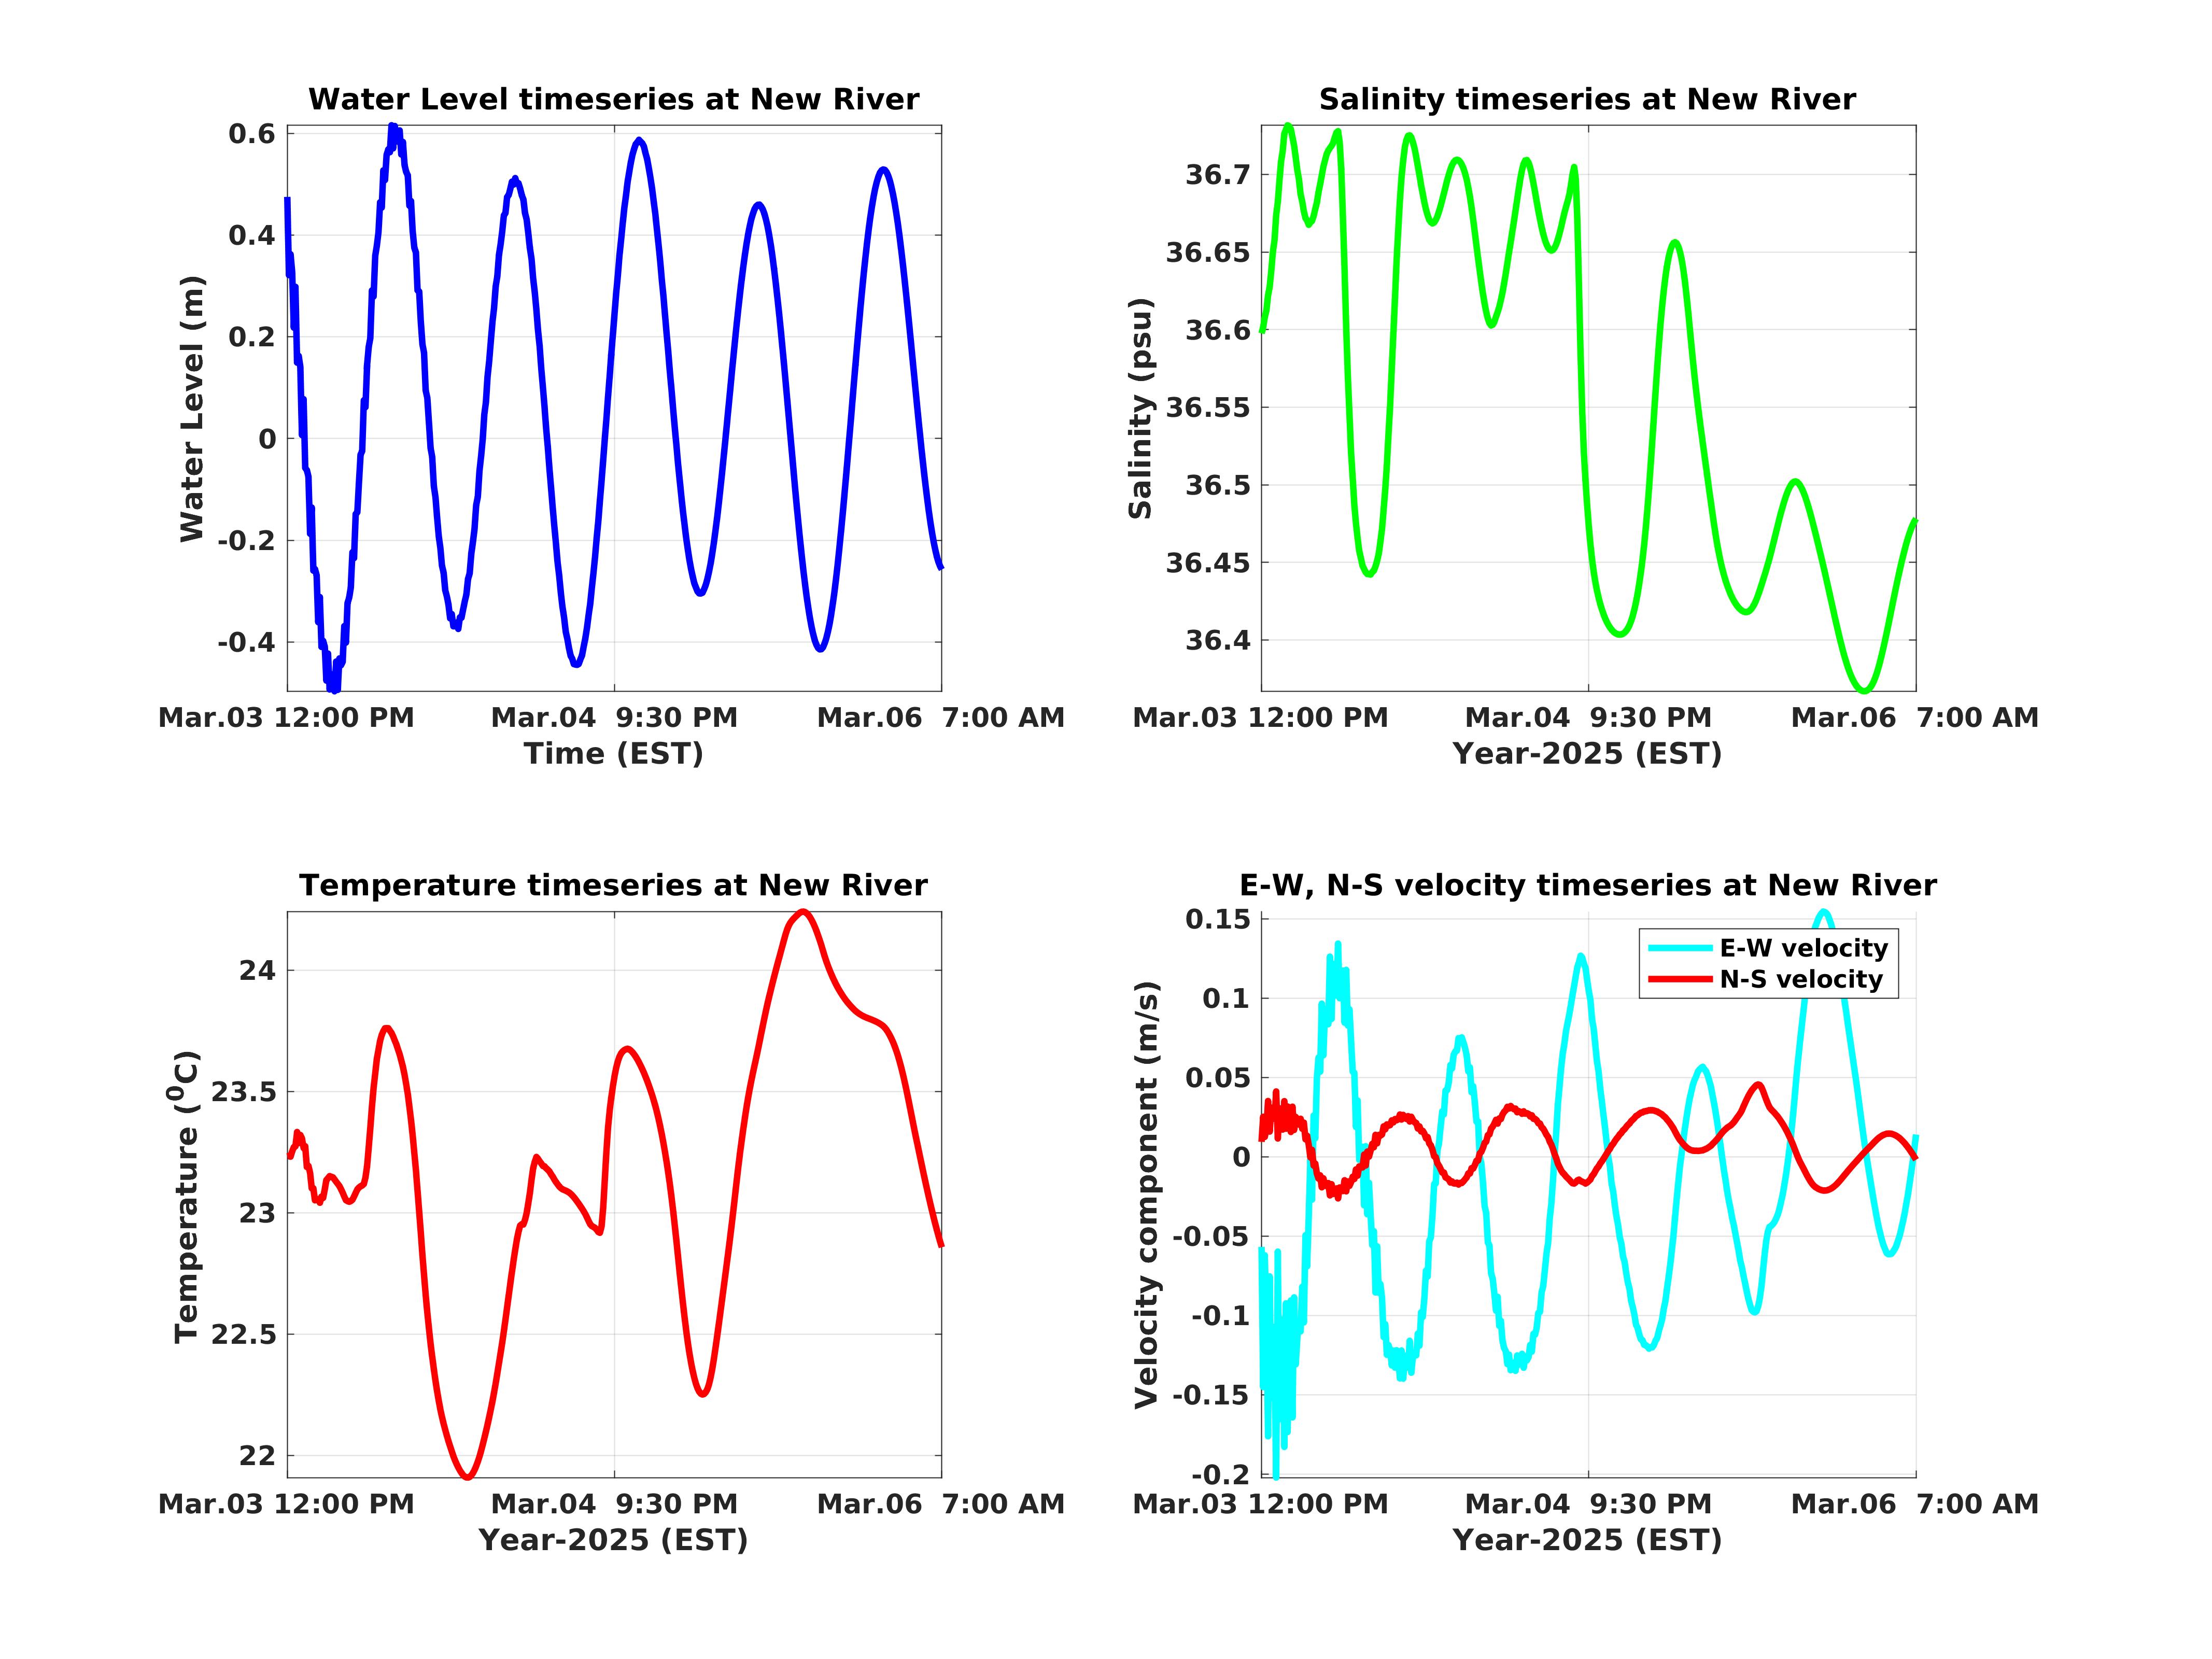 Water Level timeseries at New River
0.6
0.4
0.2
0
-0.2
-0.4
Water Level (m)
Mar.03 12:00 PM
Mar.04  9:30 PM
Mar.06  7:00 AM
Time (EST)
Salinity timeseries at New River
36.7
36.65
36.6
36.55
36.5
36.45
36.4
Salinity (psu)
Mar.03 12:00 PM
Mar.04  9:30 PM
Mar.06  7:00 AM
Year-2025 (EST)
Temperature timeseries at New River
24
23.5
23
22.5
22
Temperature (⁰C)
Mar.03 12:00 PM
Mar.04  9:30 PM
Mar.06  7:00 AM
Year-2025 (EST)
E-W, N-S velocity timeseries at New River
0.15
0.1
0.05
0
-0.05
-0.1
-0.15
-0.2
Velocity component (m/s)
E-W velocity
N-S velocity
Mar.03 12:00 PM
Mar.04  9:30 PM
Mar.06  7:00 AM
Year-2025 (EST)